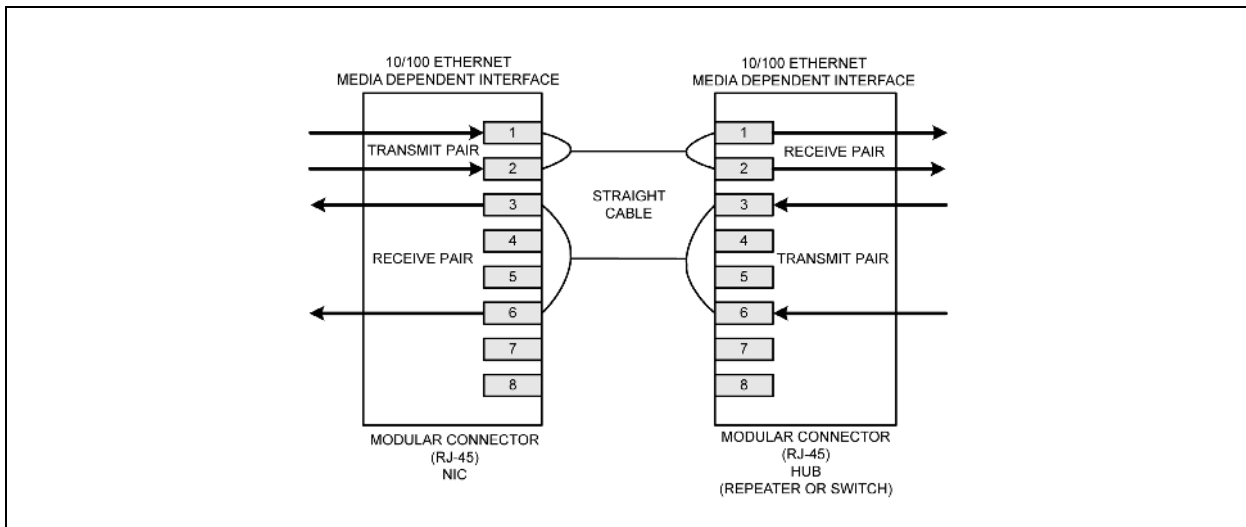 10/100 ETHERNET
MEDIA DEPENDENT INTERFACE
10/100 ETHERNET
MEDIA DEPENDENT INTERFACE
1
TRANSMIT PAIR
2
3
4
RECEIVE PAIR
5
6
7
8
STRAIGHT
CABLE
1
RECEIVE PAIR
2
3
4
TRANSMIT PAIR
5
6
7
8
MODULAR CONNECTOR
(RJ-45)
NIC
MODULAR CONNECTOR
(RJ-45)
HUB
(REPEATER OR SWITCH)